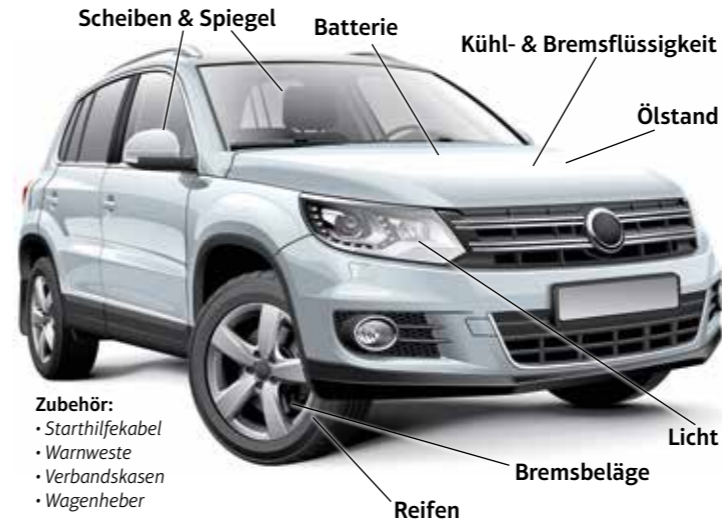 Scheiben & Spiegel
Batterie
Kühl- & Bremsflüssigkeit
Ölstand
Licht
Bremsbeläge
Reifen
Zubehör:
• Starthilfekabel
• Warnweste
• Verbandskasen
• Wagenheber